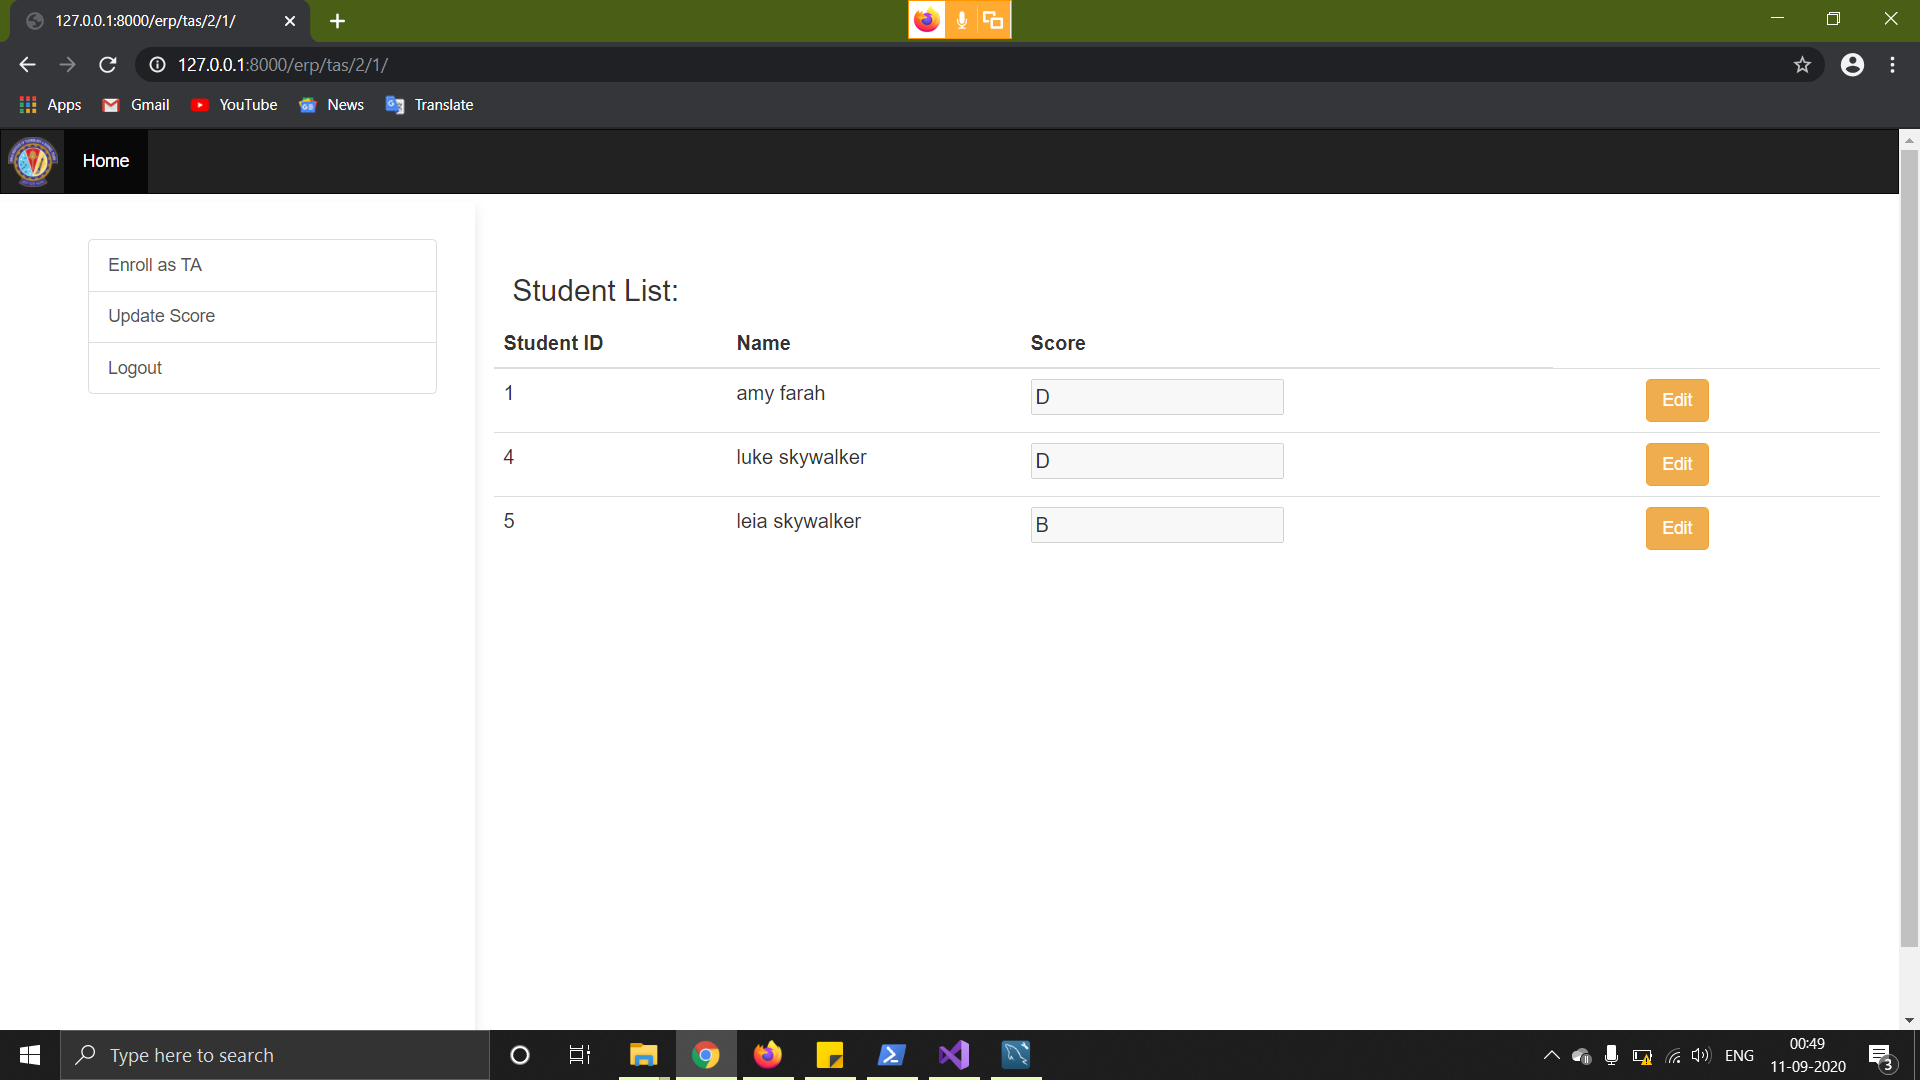 127.0.0.1:8000/erp/tas/2/1/
127.0.0.1:8000/erp/tas/2/1/
Apps Gmail YouTube News Translate
Home
Enroll as TA
Update Score
Logout
Student List:
Student ID Name Score
1 amy farah D Edit
4 luke skywalker D Edit
5 leia skywalker B Edit
Type here to search
ENG
00:49
11-09-2020
3